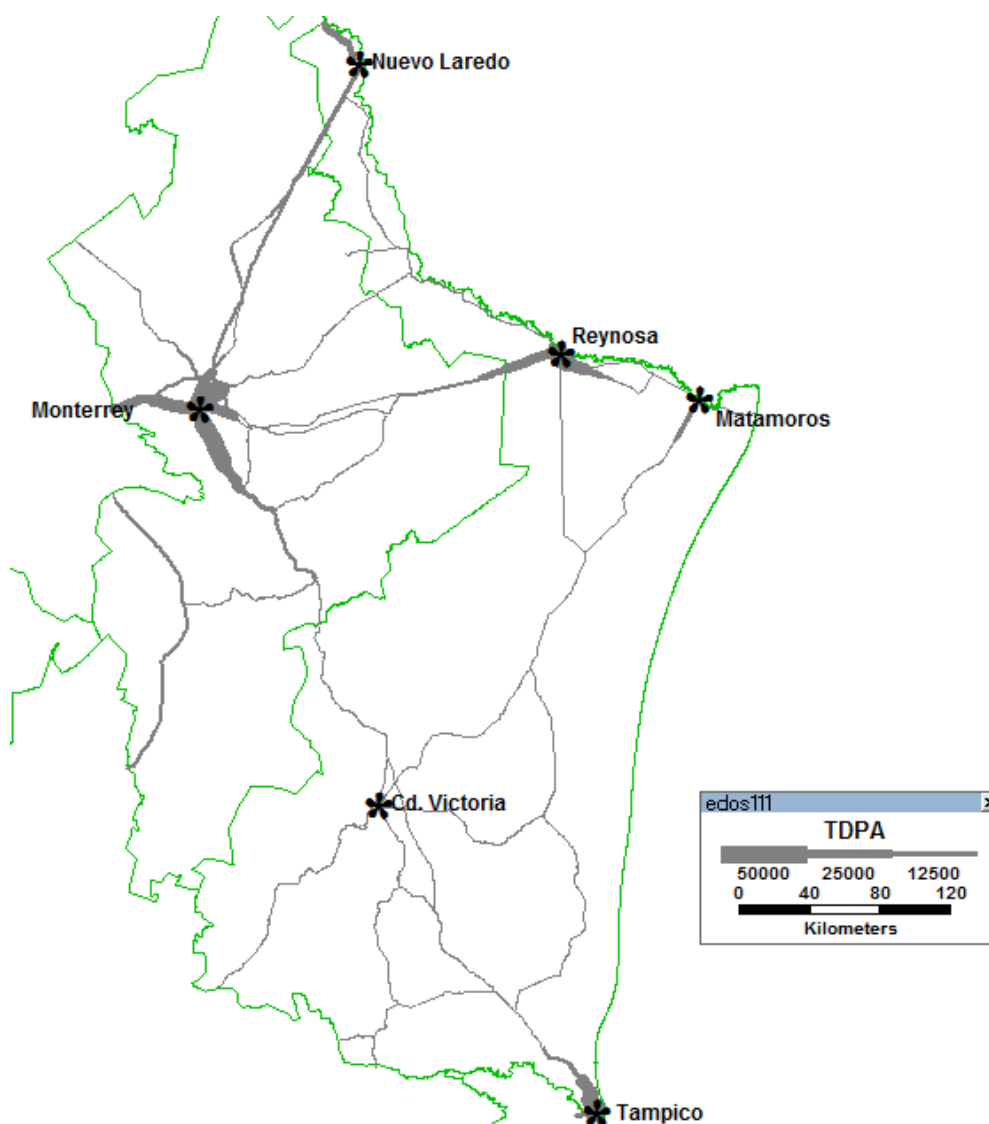 Nuevo Laredo
Reynosa
Monterrey
Matamoros
Cd. Victoria
edos111
TDPA
50000 25000 12500
0 40 80 120
Kilometers
Tampico